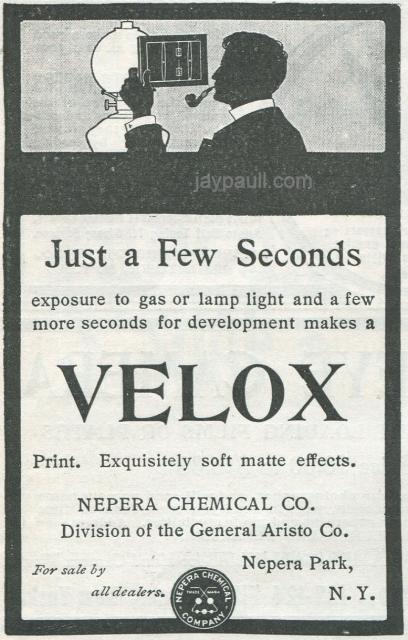 jaypaull.com
Just a Few Seconds
exposure to gas or lamp light and a few
more seconds for development makes a
VELOX
Print. Exquisitely soft matte effects.
NEPERA CHEMICAL CO.
Division of the General Aristo Co.
For sale by
all dealers.
NEPERA CHEMICAL
TRADE MARK
COMPANY
Nepera Park,
N. Y.